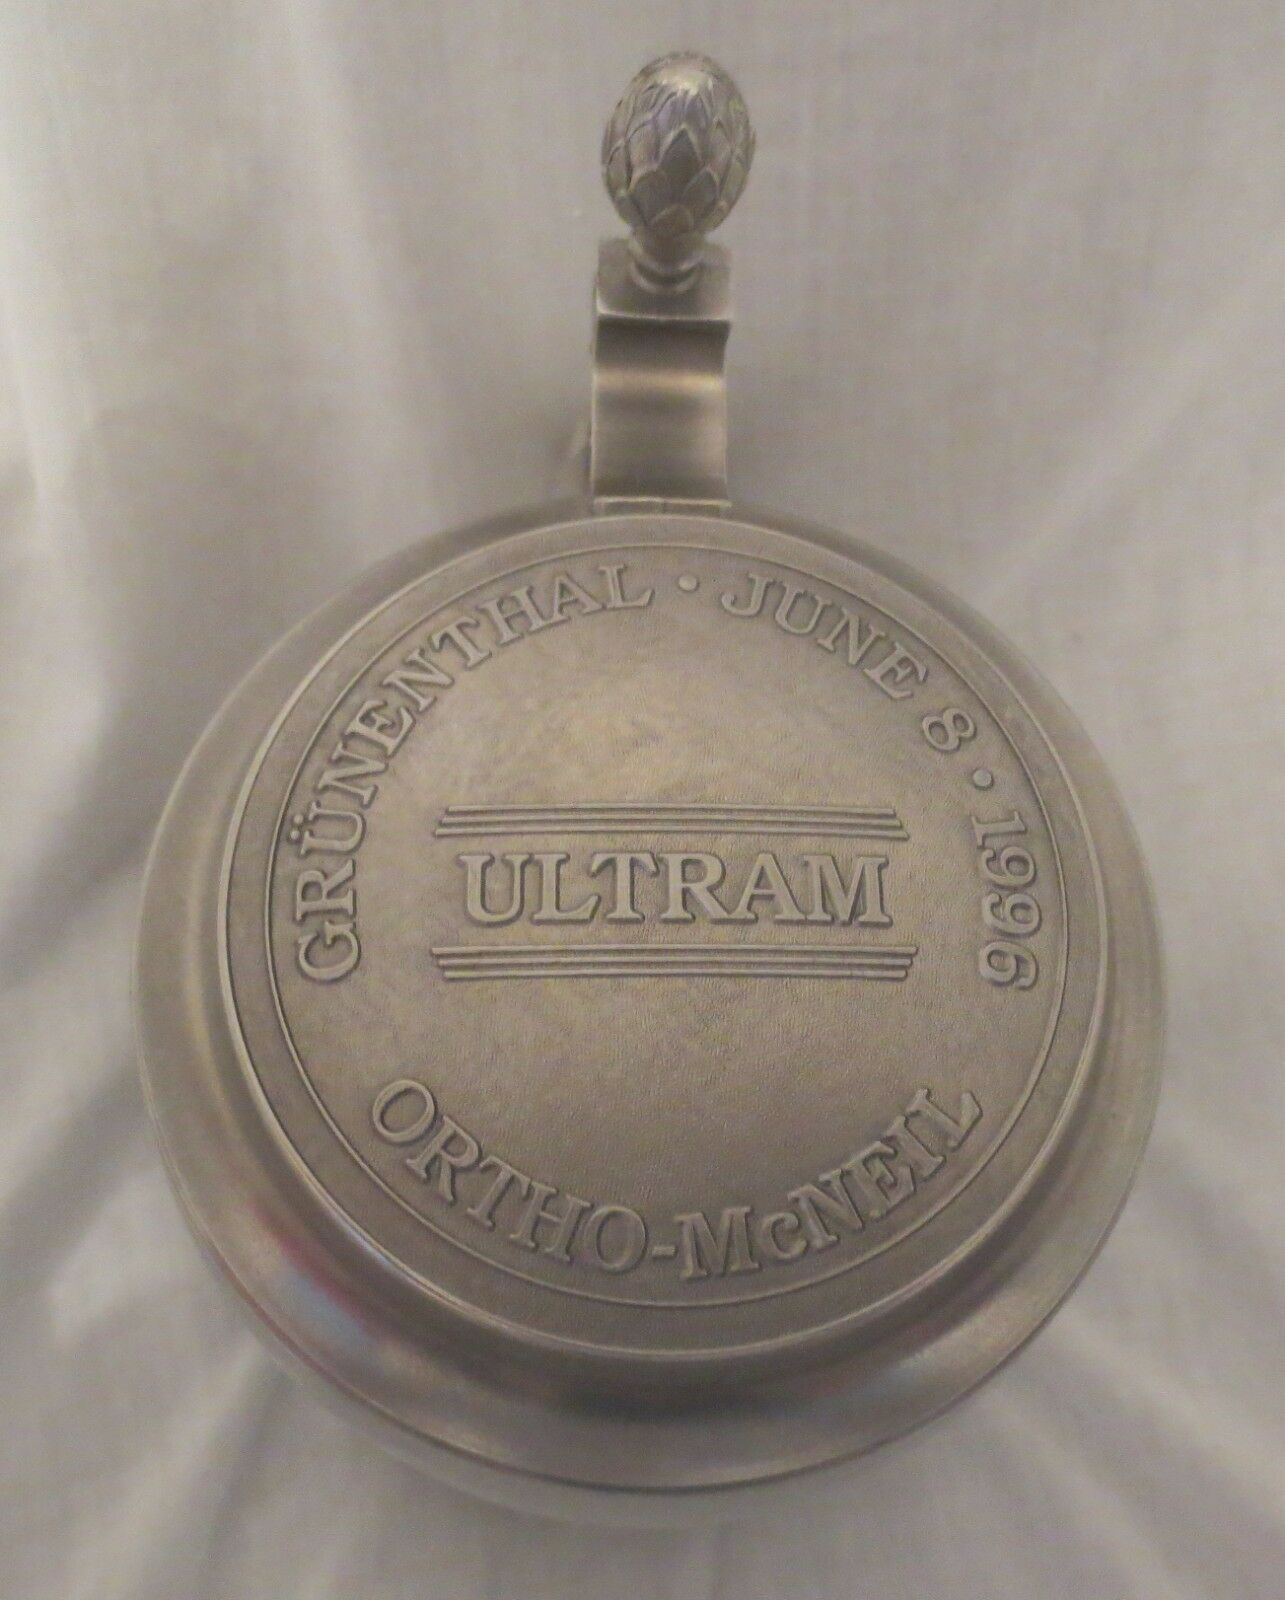 GRÜNENTHAL · JUNE 8 · 1996
ULTRAM
ORTHO-McNEIL